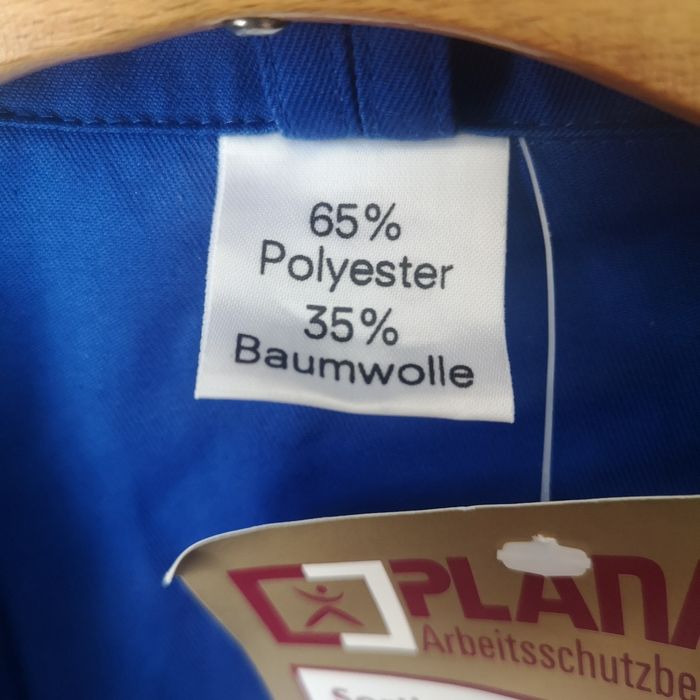 65%
Polyester
35%
Baumwolle
PLANA
Arbeitsschutzbe